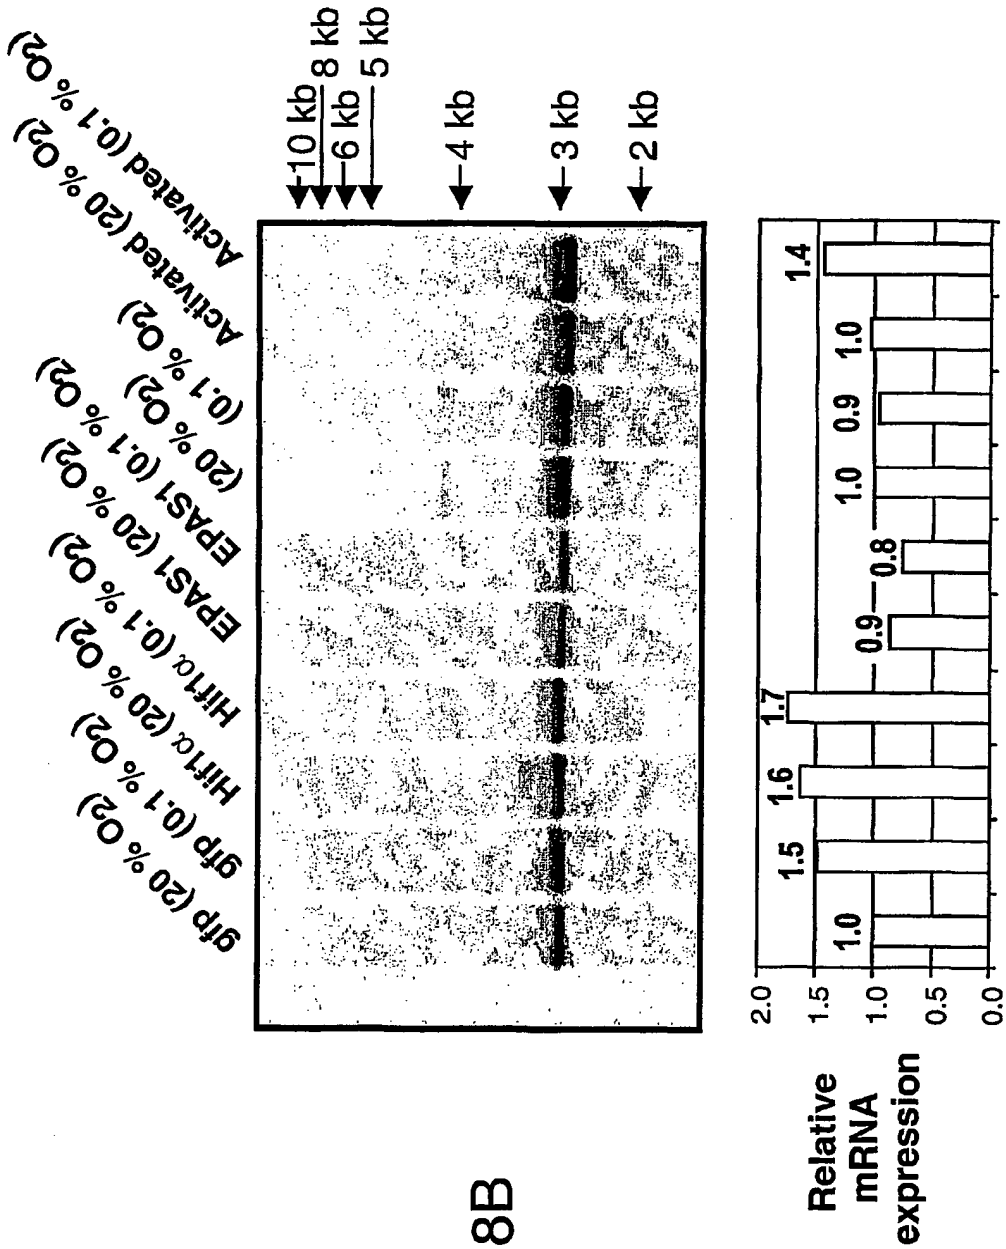 gfp (20 % O2)
gfp (0.1 % O2)
Hif1α (20 % O2)
Hif1α (0.1 % O2)
EPAS1 (20 % O2)
EPAS1 (0.1 % O2)
(20 % O2)
(0.1 % O2)
Activated (20 % O2)
Activated (0.1 % O2)
10 kb
8 kb
6 kb
5 kb
4 kb
3 kb
2 kb
8B
Relative
mRNA
expression
2.0
1.5
1.0
0.5
0.0
1.0
1.5
1.6
1.7
0.9
0.8
1.0
0.9
1.0
1.4